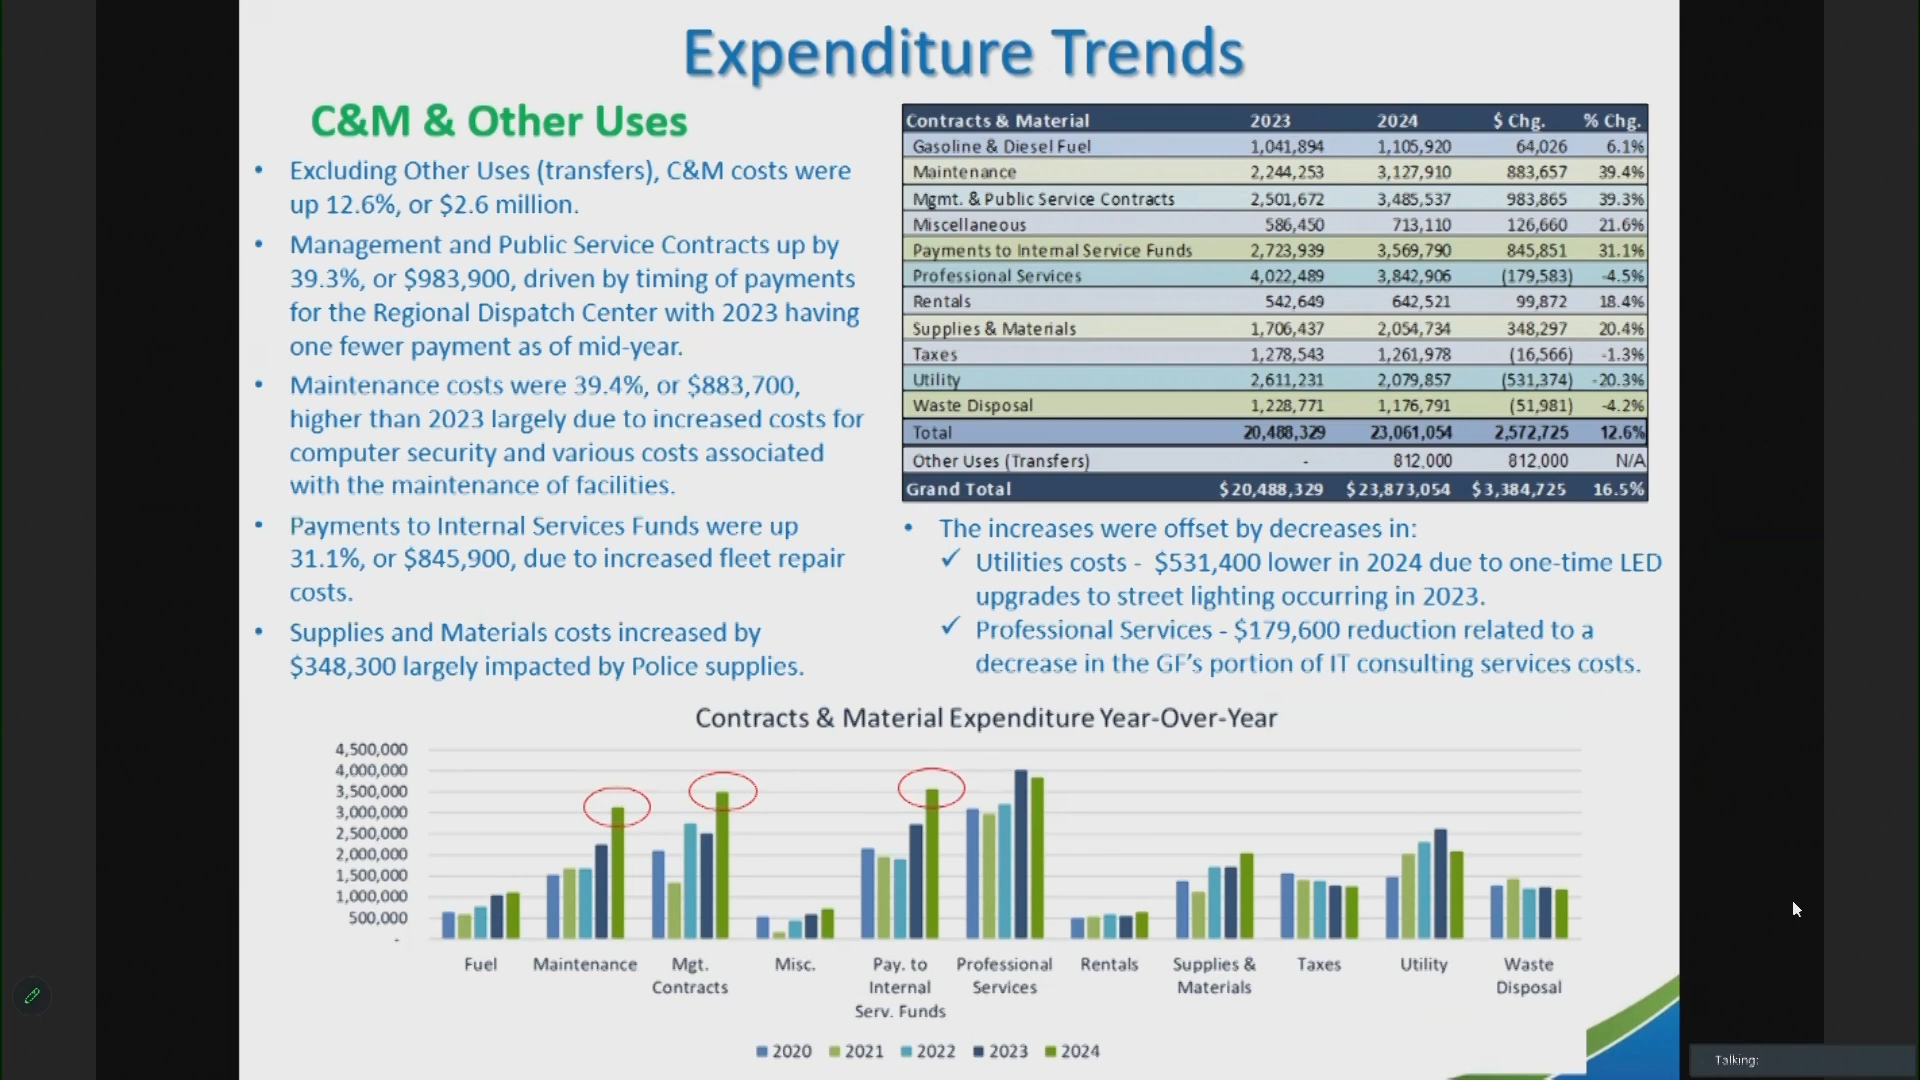 Expenditure Trends
C&M & Other Uses
• Excluding Other Uses (transfers), C&M costs were
up 12.6%, or $2.6 million.
• Management and Public Service Contracts up by
39.3%, or $983,900, driven by timing of payments
for the Regional Dispatch Center with 2023 having
one fewer payment as of mid-year.
• Maintenance costs were 39.4%, or $883,700,
higher than 2023 largely due to increased costs for
computer security and various costs associated
with the maintenance of facilities.
• Payments to Internal Services Funds were up
31.1%, or $845,900, due to increased fleet repair
costs.
• Supplies and Materials costs increased by
$348,300 largely impacted by Police supplies.
Contracts & Material 2023 2024 $ Chg. % Chg.
Gasoline & Diesel Fuel 1,041,894 1,105,920 64,026 6.1%
Maintenance 2,244,253 3,127,910 883,657 39.4%
Mgmt. & Public Service Contracts 2,501,672 3,485,537 983,865 39.3%
Miscellaneous 586,450 713,110 126,660 21.6%
Payments to Internal Service Funds 2,723,939 3,569,790 845,851 31.1%
Professional Services 4,022,489 3,842,906 (179,583) -4.5%
Rentals 542,649 642,521 99,872 18.4%
Supplies & Materials 1,706,437 2,054,734 348,297 20.4%
Taxes 1,278,543 1,261,978 (16,566) -1.3%
Utility 2,611,231 2,079,857 (531,374) -20.3%
Waste Disposal 1,228,771 1,176,791 (51,981) -4.2%
Total 20,488,329 23,061,054 2,572,725 12.6%
Other Uses (Transfers) - 812,000 812,000 N/A
Grand Total $20,488,329 $23,873,054 $3,384,725 16.5%
• The increases were offset by decreases in:
✓ Utilities costs - $531,400 lower in 2024 due to one-time LED
upgrades to street lighting occurring in 2023.
✓ Professional Services - $179,600 reduction related to a
decrease in the GF's portion of IT consulting services costs.
Contracts & Material Expenditure Year-Over-Year
4,500,000
4,000,000
3,500,000
3,000,000
2,500,000
2,000,000
1,500,000
1,000,000
500,000
-
Fuel Maintenance Mgt. Misc. Pay. to Professional Rentals Supplies & Taxes Utility Waste
Contracts Internal Services Materials Disposal
Serv. Funds
2020 2021 2022 2023 2024
Talking: